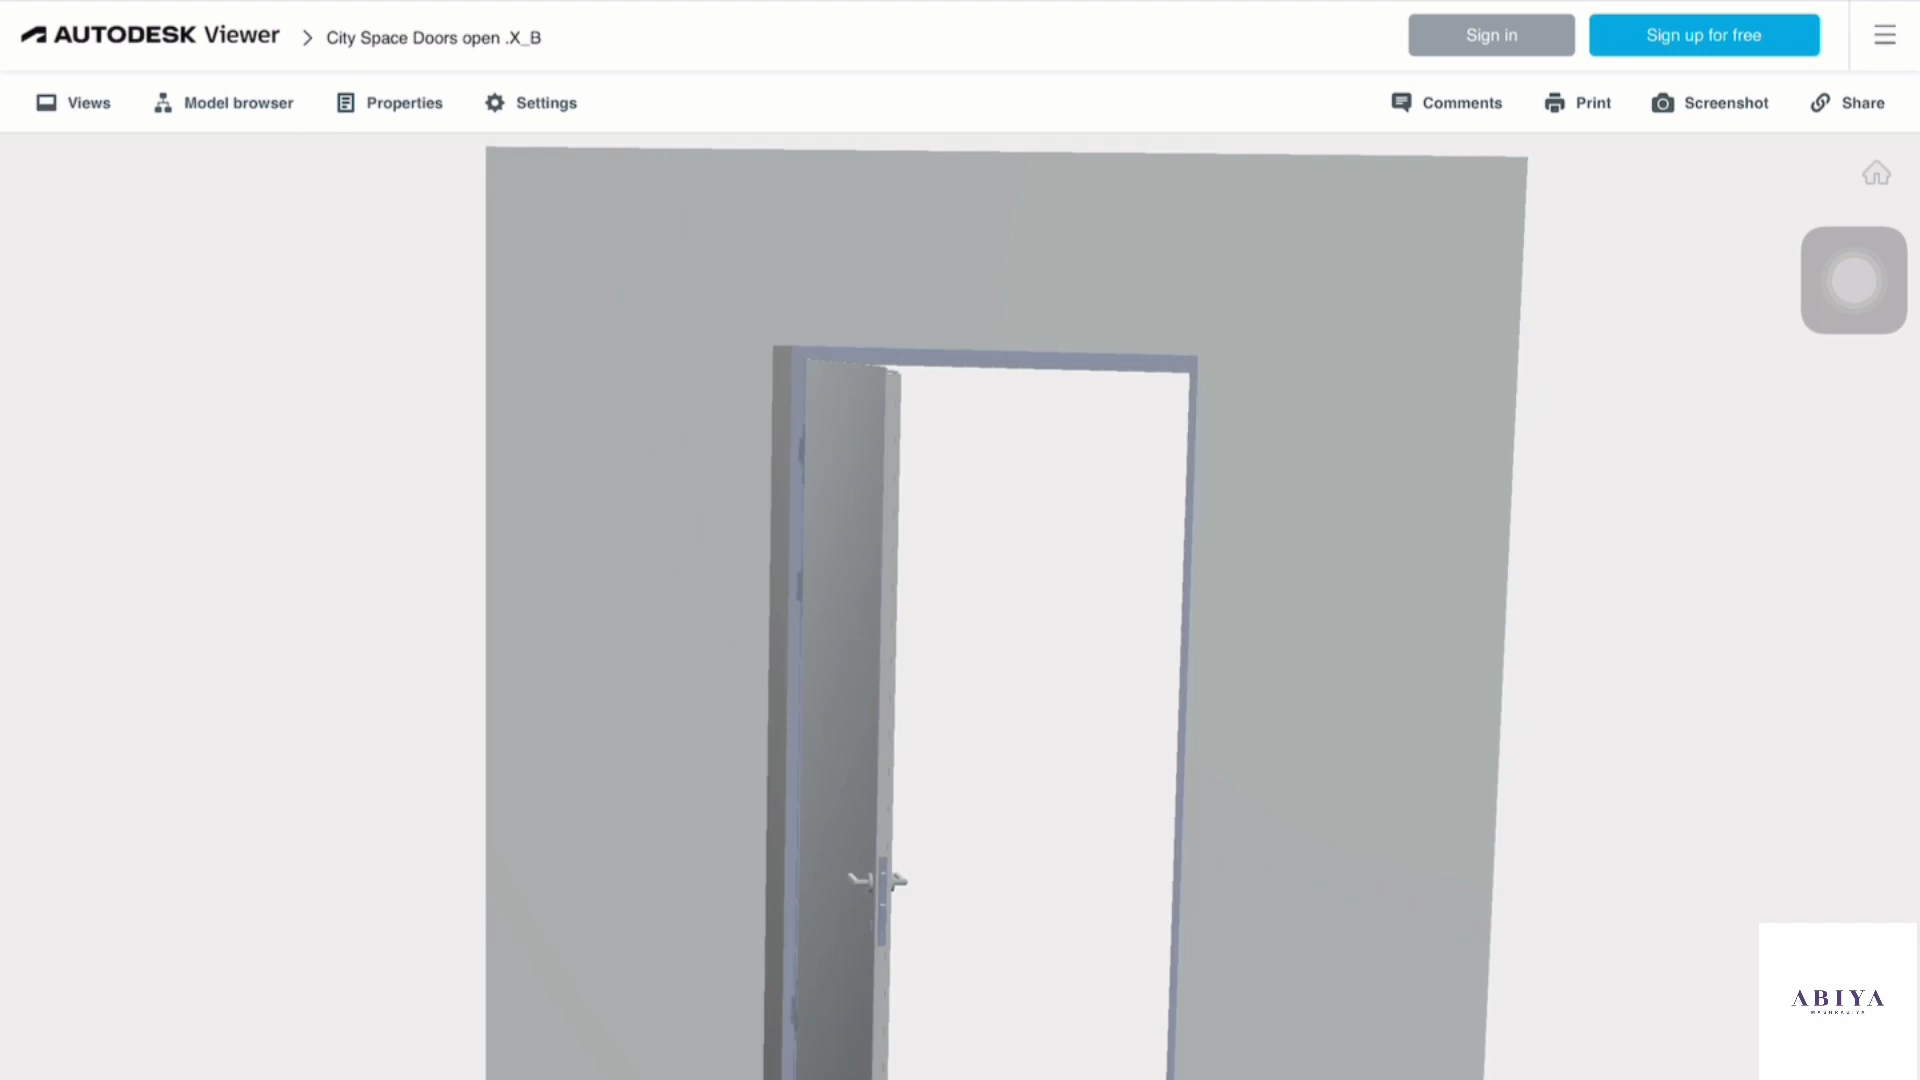 AUTODESK Viewer
City Space Doors open .X_B
Sign in
Sign up for free
Views
Model browser
Properties
Settings
Comments
Print
Screenshot
Share
ABIYA
MASHRABIYA